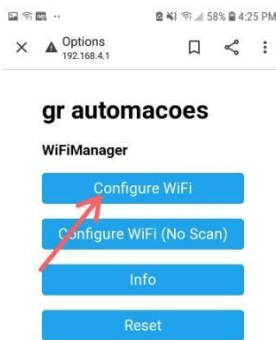 58% 4:25 PM
Options
192.168.4.1
gr automacoes
WiFiManager
Configure WiFi
Configure WiFi (No Scan)
Info
Reset